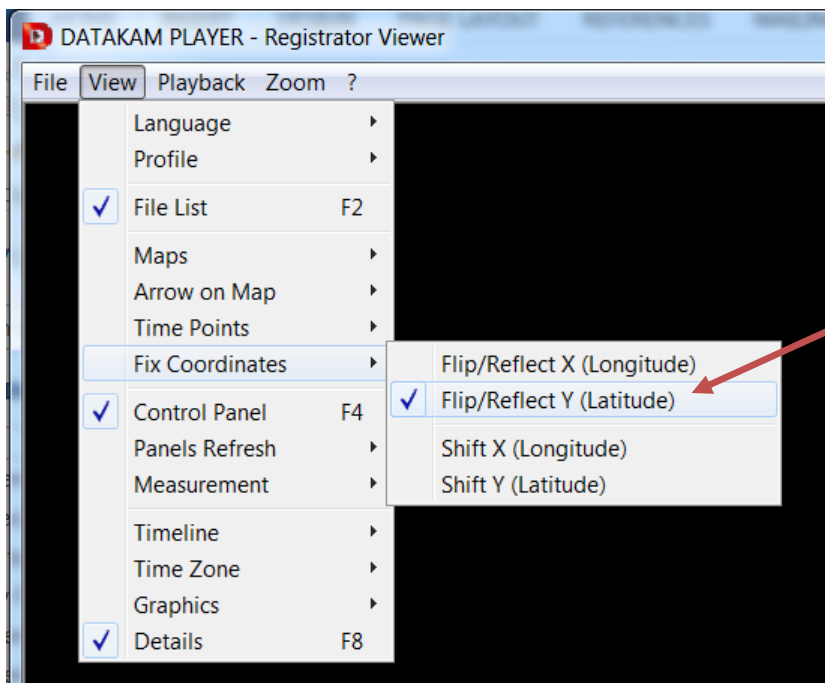 DATAKAM PLAYER - Registrator Viewer
File View Playback Zoom ?
Language
Profile
File List F2
Maps
Arrow on Map
Time Points
Fix Coordinates
Flip/Reflect X (Longitude)
Flip/Reflect Y (Latitude)
Control Panel F4
Panels Refresh
Shift X (Longitude)
Measurement
Shift Y (Latitude)
Timeline
Time Zone
Graphics
Details F8